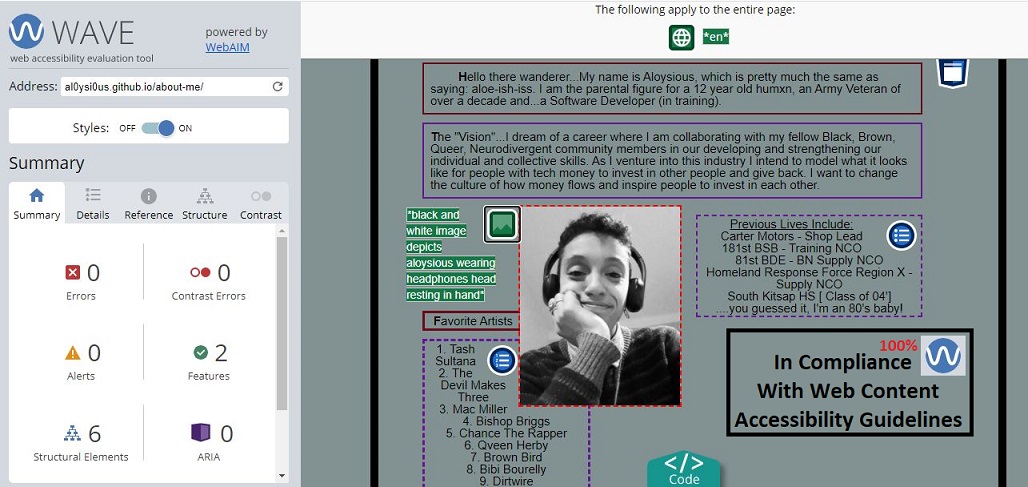 WAVE
web accessibility evaluation tool
powered by
WebAIM
Address: al0ysi0us.github.io/about-me/
Styles: OFF ON
Summary
Summary Details Reference Structure Contrast
0
Errors
0
Contrast Errors
0
Alerts
2
Features
6
Structural Elements
0
ARIA
The following apply to the entire page:
*en*
Hello there wanderer...My name is Aloysious, which is pretty much the same as
saying: aloe-ish-iss. I am the parental figure for a 12 year old humxn, an Army Veteran of
over a decade and...a Software Developer (in training).
The "Vision"...I dream of a career where I am collaborating with my fellow Black, Brown,
Queer, Neurodivergent community members in our developing and strengthening our
individual and collective skills. As I venture into this industry I intend to model what it looks
like for people with tech money to invest in other people and give back. I want to change
the culture of how money flows and inspire people to invest in each other.
*black and
white image
depicts
aloysious wearing
headphones head
resting in hand*
Favorite Artists
1. Tash
Sultana
2. The
Devil Makes
Three
3. Mac Miller
4. Bishop Briggs
5. Chance The Rapper
6. Qveen Herby
7. Brown Bird
8. Bibi Bourelly
9. Dirtwire
Previous Lives Include:
Carter Motors - Shop Lead
181st BSB - Training NCO
81st BDE - BN Supply NCO
Homeland Response Force Region X -
Supply NCO
South Kitsap HS [ Class of 04']
....you guessed it, I'm an 80's baby!
100%
In Compliance
With Web Content
Accessibility Guidelines
</>
Code